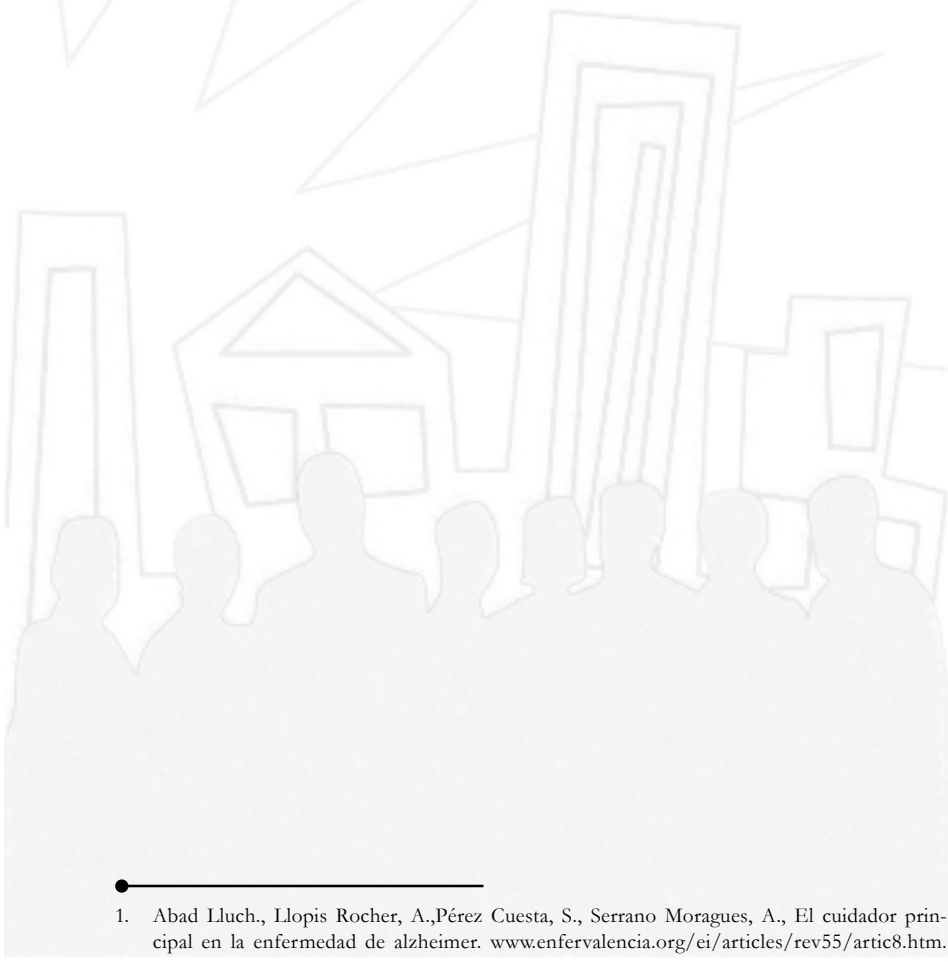 1. Abad Lluch., Llopis Rocher, A.,Pérez Cuesta, S., Serrano Moragues, A., El cuidador prin-
cipal en la enfermedad de alzheimer. www.enfervalencia.org/ei/articles/rev55/artic8.htm.